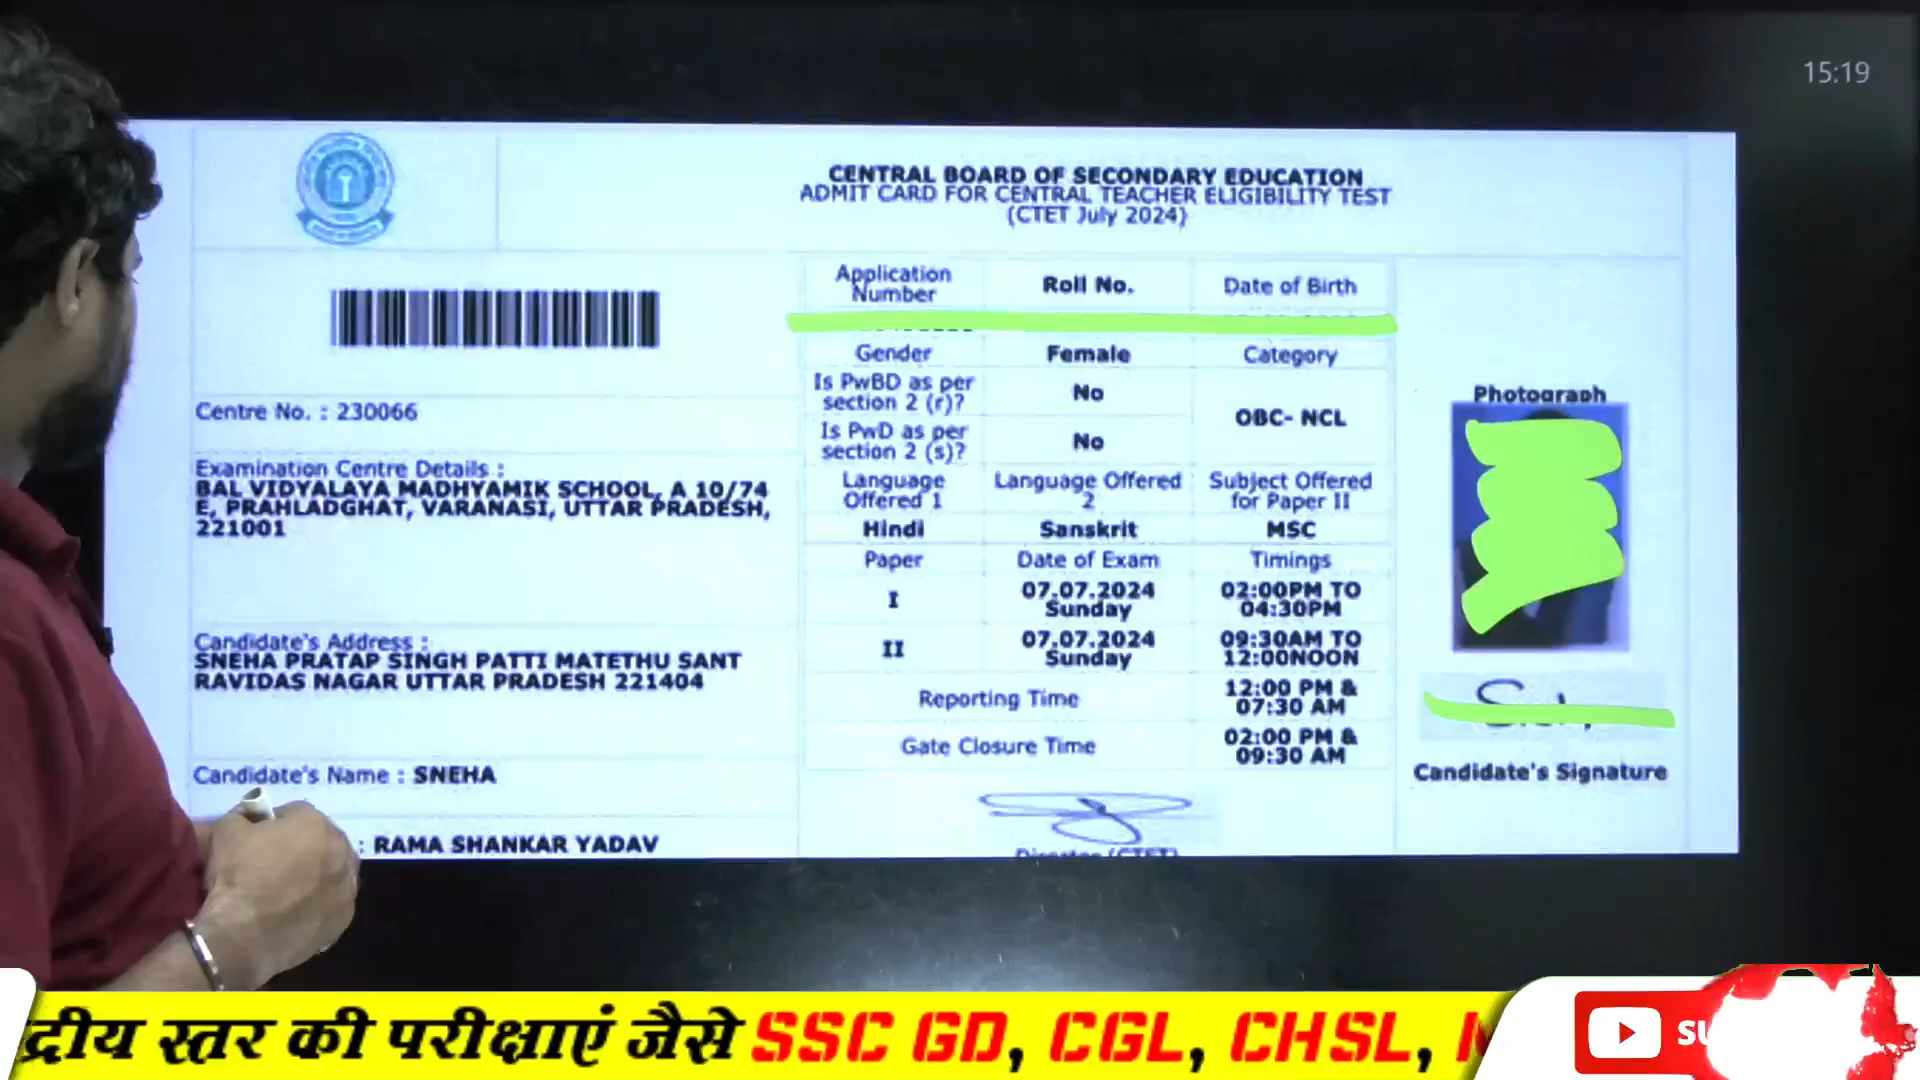 15:19
CENTRAL BOARD OF SECONDARY EDUCATION
ADMIT CARD FOR CENTRAL TEACHER ELIGIBILITY TEST
(CTET July 2024)
Application Number
Roll No.
Date of Birth
Gender
Female
Category
Is PwBD as per section 2 (r)?
No
OBC- NCL
Is PwD as per section 2 (s)?
No
Language Offered 1
Language Offered 2
Subject Offered for Paper II
Hindi
Sanskrit
MSC
Paper
Date of Exam
Timings
I
07.07.2024 Sunday
02:00PM TO 04:30PM
II
07.07.2024 Sunday
09:30AM TO 12:00NOON
Reporting Time
12:00 PM & 07:30 AM
Gate Closure Time
02:00 PM & 09:30 AM
Director (CTET)
Centre No. : 230066
Examination Centre Details :
BAL VIDYALAYA MADHYAMIK SCHOOL, A 10/74
E, PRAHLADGHAT, VARANASI, UTTAR PRADESH,
221001
Candidate's Address :
SNEHA PRATAP SINGH PATTI MATETHU SANT
RAVIDAS NAGAR UTTAR PRADESH 221404
Candidate's Name : SNEHA
: RAMA SHANKAR YADAV
Photograph
Candidate's Signature
द्रीय स्तर की परीक्षाएं जैसे SSC GD, CGL, CHSL,